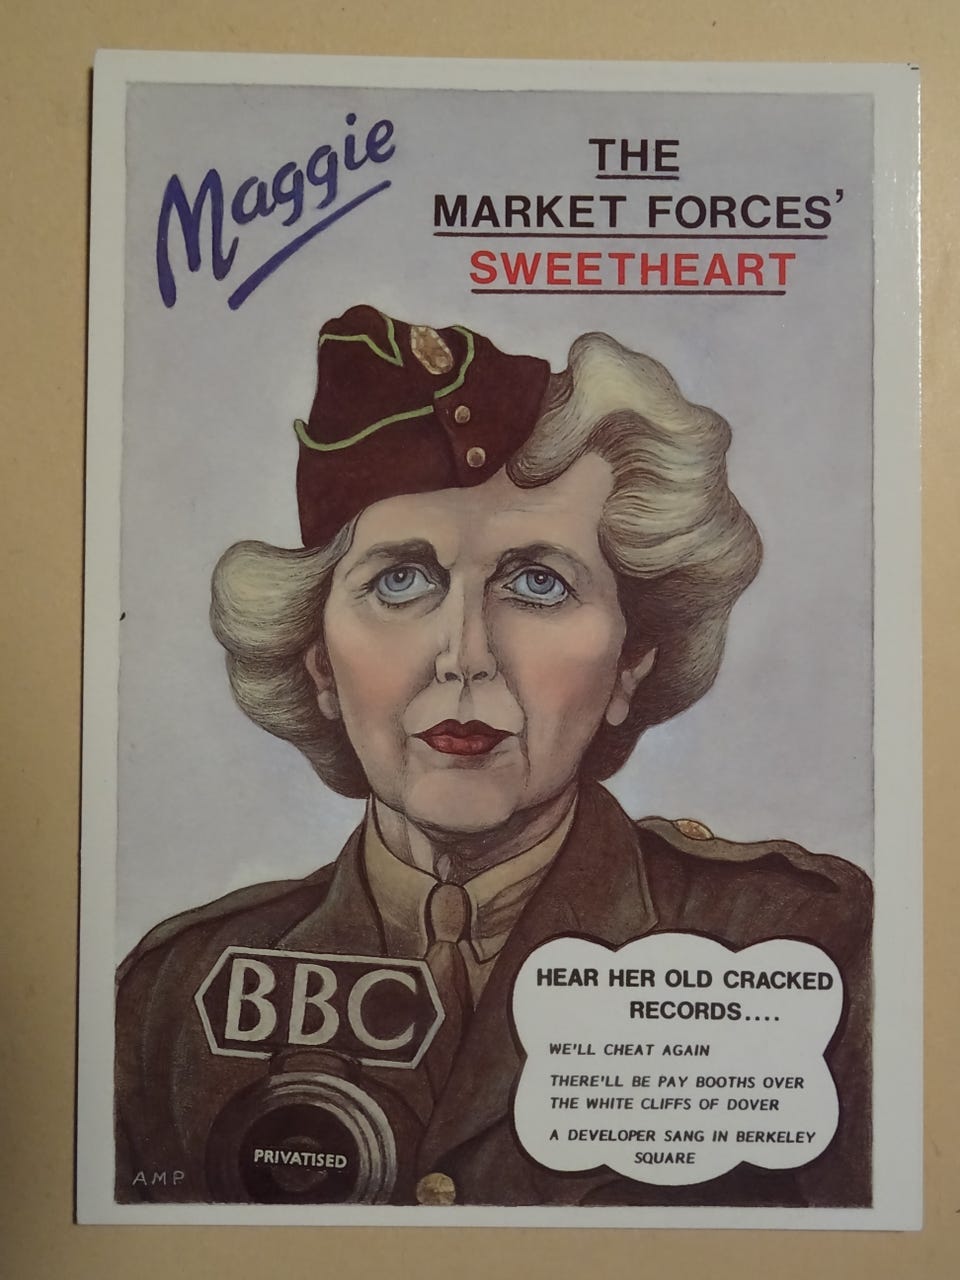 Maggie
THE
MARKET FORCES'
SWEETHEART
BBC
PRIVATISED
HEAR HER OLD CRACKED
RECORDS....
WE'LL CHEAT AGAIN
THERE'LL BE PAY BOOTHS OVER
THE WHITE CLIFFS OF DOVER
A DEVELOPER SANG IN BERKELEY
SQUARE
AMP